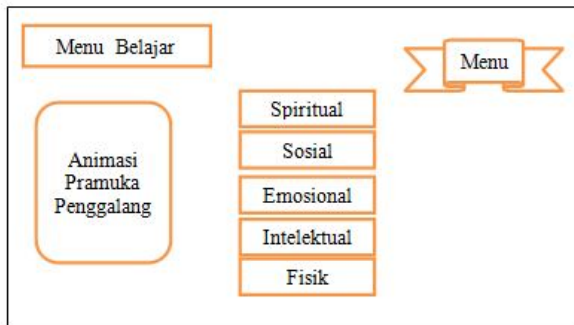 Menu Belajar
Menu
Animasi
Pramuka
Penggalang
Spiritual
Sosial
Emosional
Intelektual
Fisik